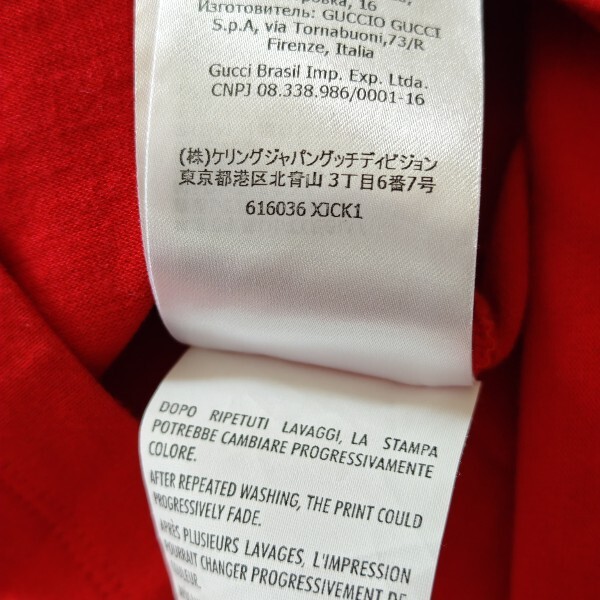 16
Изготовитель: GUCCIO GUCCI
S.p.A, via Tornabuoni,73/R
Firenze, Italia
Gucci Brasil Imp. Exp. Ltda.
CNPJ 08.338.986/0001-16
(株)ケリングジャパングッチディビジョン
東京都港区北青山 3丁目6番7号
616036 XJCK1
DOPO RIPETUTI LAVAGGI, LA STAMPA
POTREBBE CAMBIARE PROGRESSIVAMENTE
COLORE.
AFTER REPEATED WASHING, THE PRINT COULD
PROGRESSIVELY FADE.
APRÈS PLUSIEURS LAVAGES, L'IMPRESSION
POURRAIT CHANGER PROGRESSIVEMENT DE